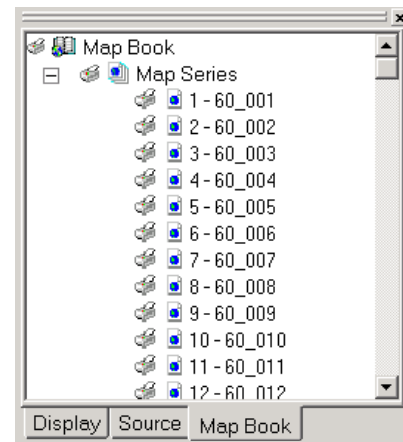 Map Book
Map Series
1 - 60_001
2 - 60_002
3 - 60_003
4 - 60_004
5 - 60_005
6 - 60_006
7 - 60_007
8 - 60_008
9 - 60_009
10 - 60_010
11 - 61_011
12 - 60_012
Display Source Map Book